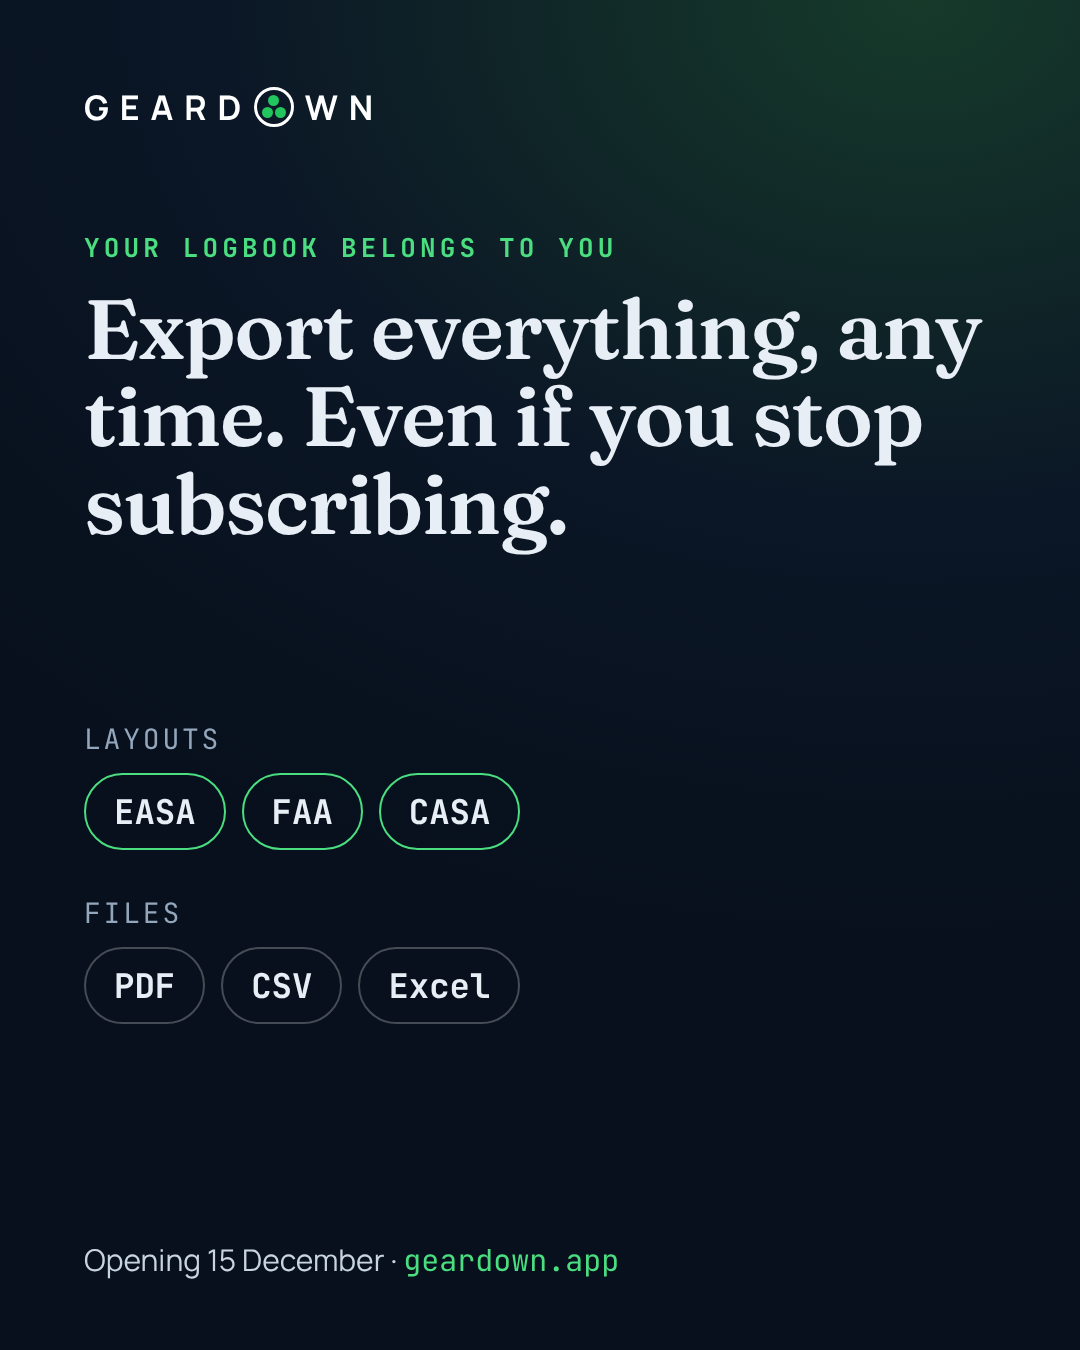 GEARDOWN
YOUR LOGBOOK BELONGS TO YOU
Export everything, any
time. Even if you stop
subscribing.
LAYOUTS
EASA FAA CASA
FILES
PDF CSV Excel
Opening 15 December · geardown.app